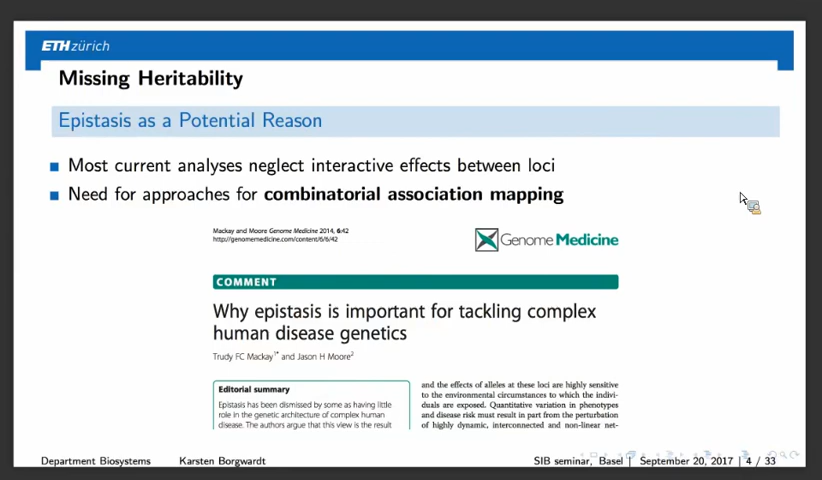 ETH zürich
Missing Heritability
Epistasis as a Potential Reason
Most current analyses neglect interactive effects between loci
Need for approaches for combinatorial association mapping
Mackay and Moore Genome Medicine 2014, 6:42
http://genomemedicine.com/content/6/6/42
Genome Medicine
COMMENT
Why epistasis is important for tackling complex
human disease genetics
Trudy FC Mackay1* and Jason H Moore2
Editorial summary
Epistasis has been dismissed by some as having little
role in the genetic architecture of complex human
disease. The authors argue that this view is the result
and the effects of alleles at these loci are highly sensitive
to the environmental circumstances to which the indivi-
duals are exposed. Quantitative variation in phenotypes
and disease risk must result in part from the perturbation
of highly dynamic, interconnected and non-linear net-
Department Biosystems Karsten Borgwardt SIB seminar, Basel | September 20, 2017 | 4 / 33